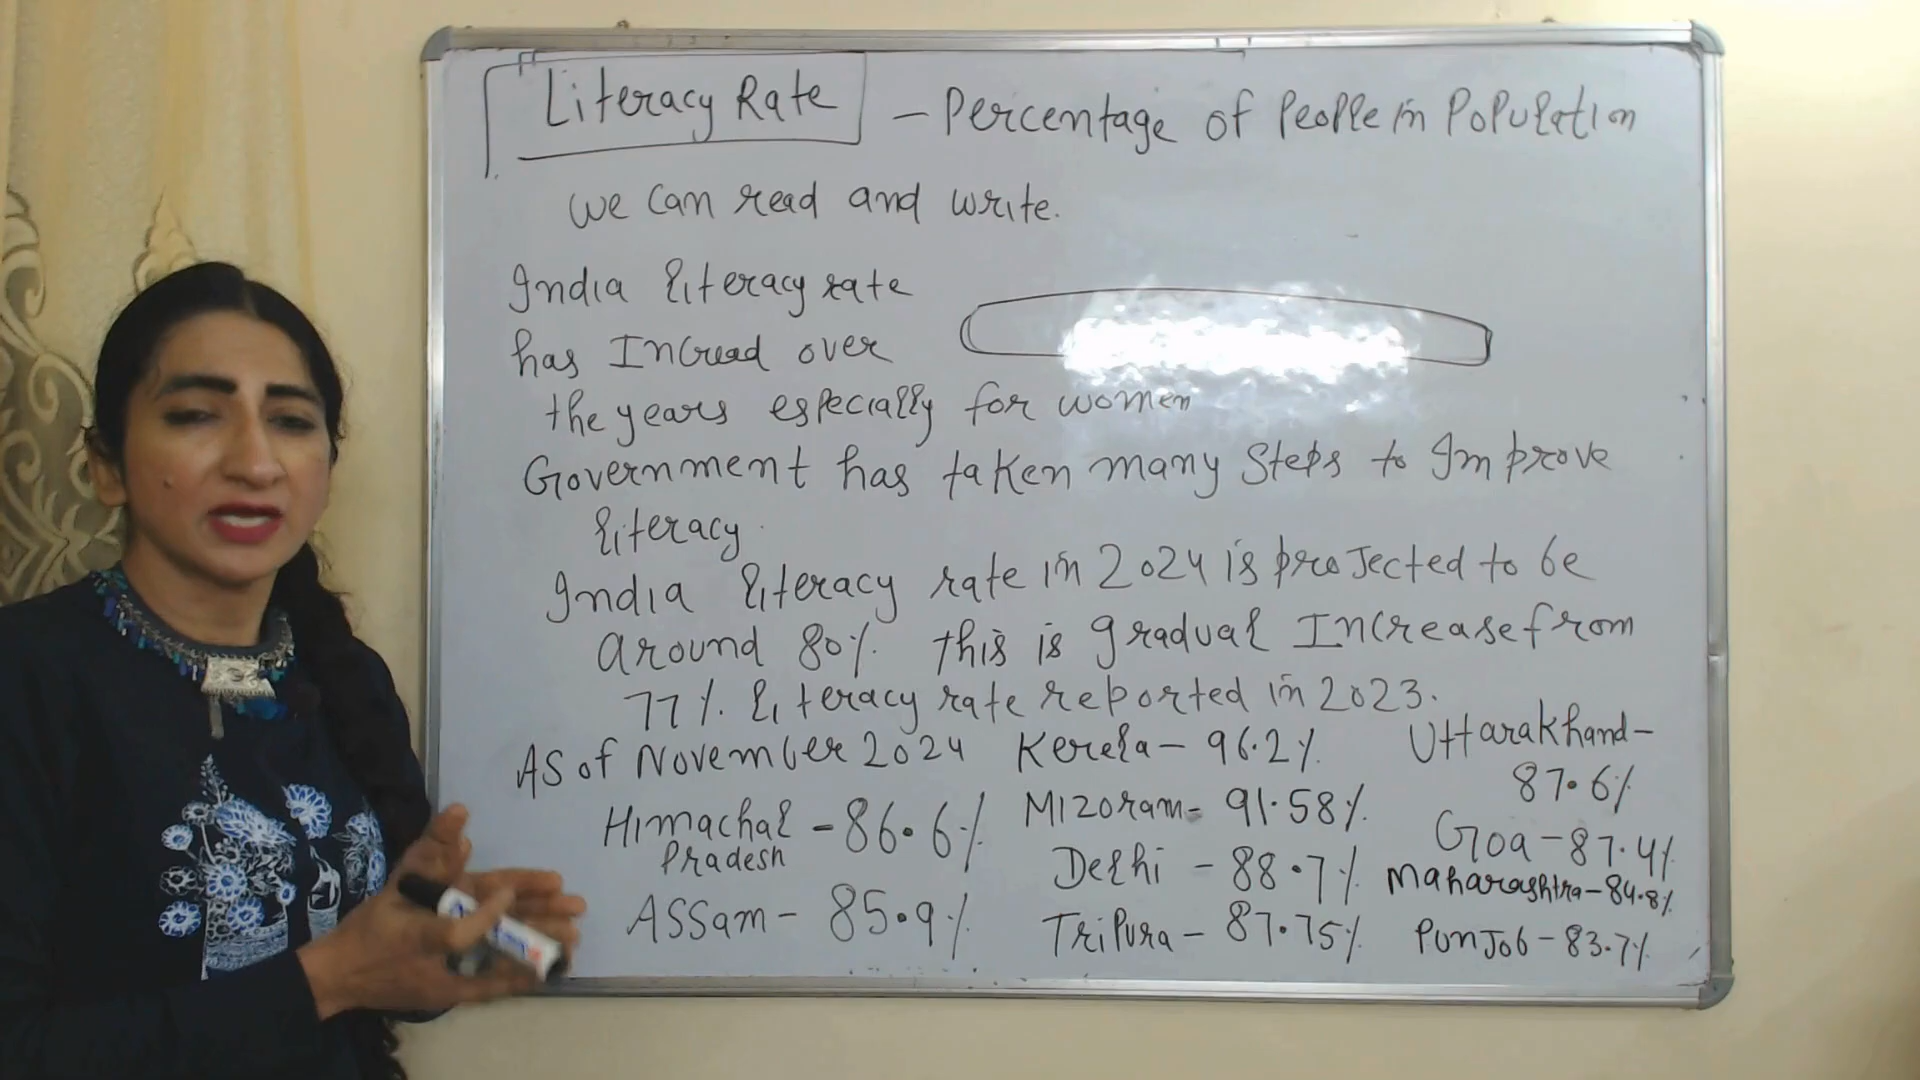 Literacy Rate - Percentage of People in Population
We can read and write.
India literacy rate
has Incread over
the years especially for women
Government has taken many Steps to Improve
literacy.
India literacy rate in 2024 is projected to be
around 80% this is gradual Increase from
77% literacy rate reported in 2023.
As of November 2024
Himachal Pradesh - 86.6%
Assam - 85.9%
Kerela - 96.2%
Mizoram - 91.58%
Delhi - 88.7%
Tripura - 87.75%
Uttarakhand -
87.6%
Goa - 87.4%
Maharashtra - 84.8%
Punjob - 83.7%